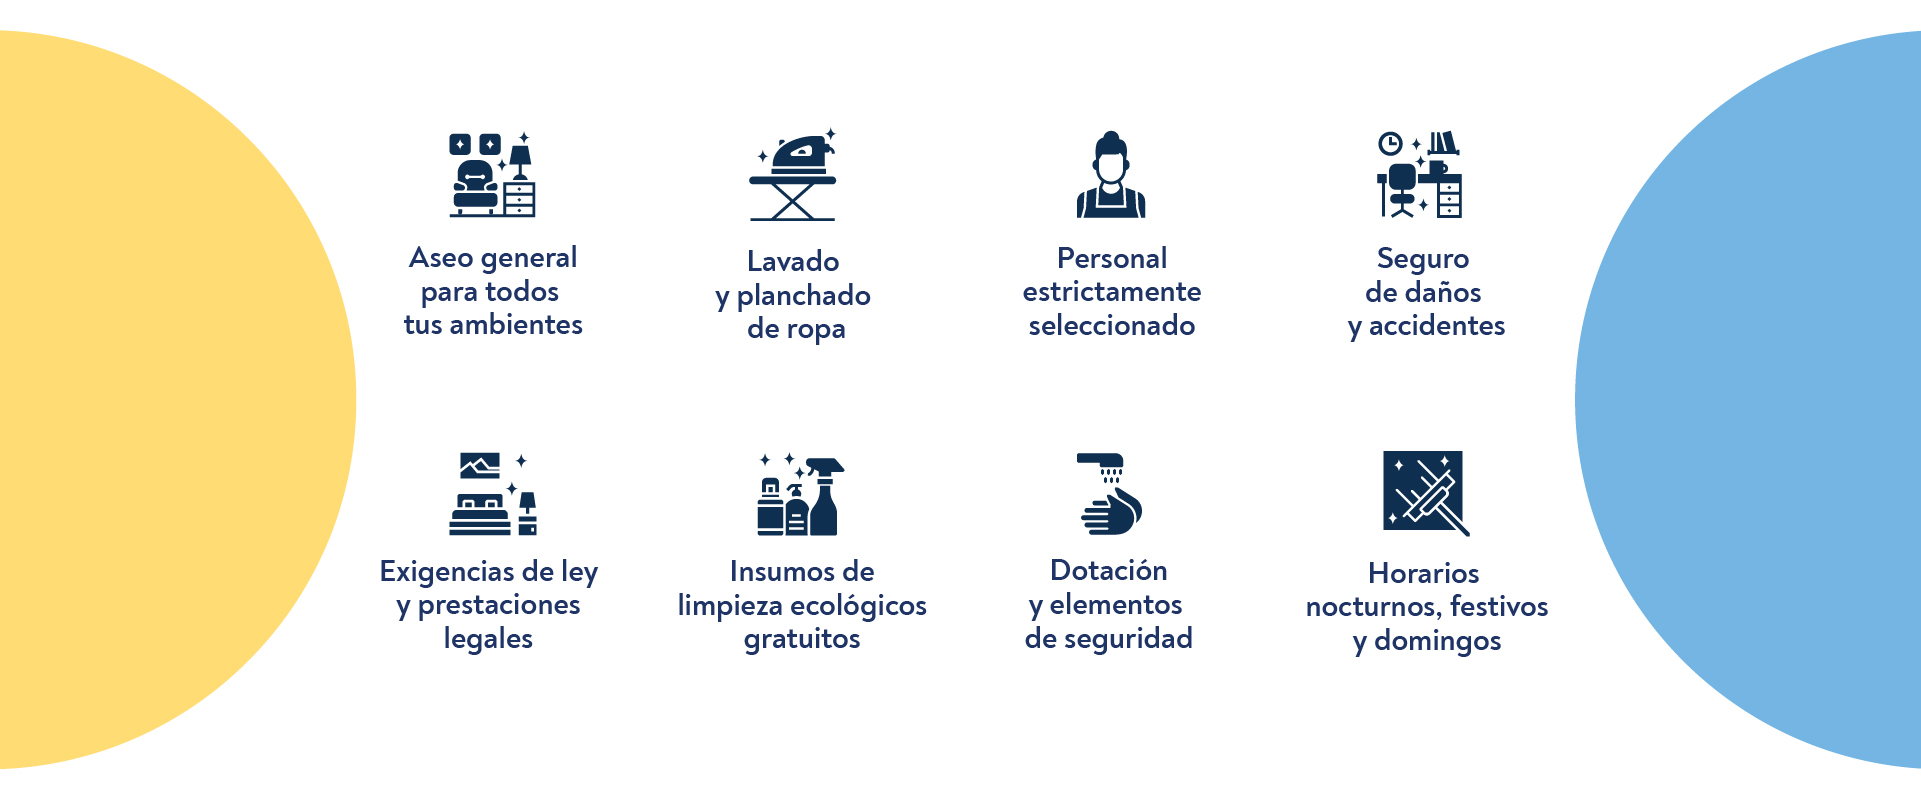 Aseo general
para todos
tus ambientes
Lavado
y planchado
de ropa
Personal
estrictamente
seleccionado
Seguro
de daños
y accidentes
Exigencias de ley
y prestaciones
legales
Insumos de
limpieza ecológicos
gratuitos
Dotación
y elementos
de seguridad
Horarios
nocturnos, festivos
y domingos